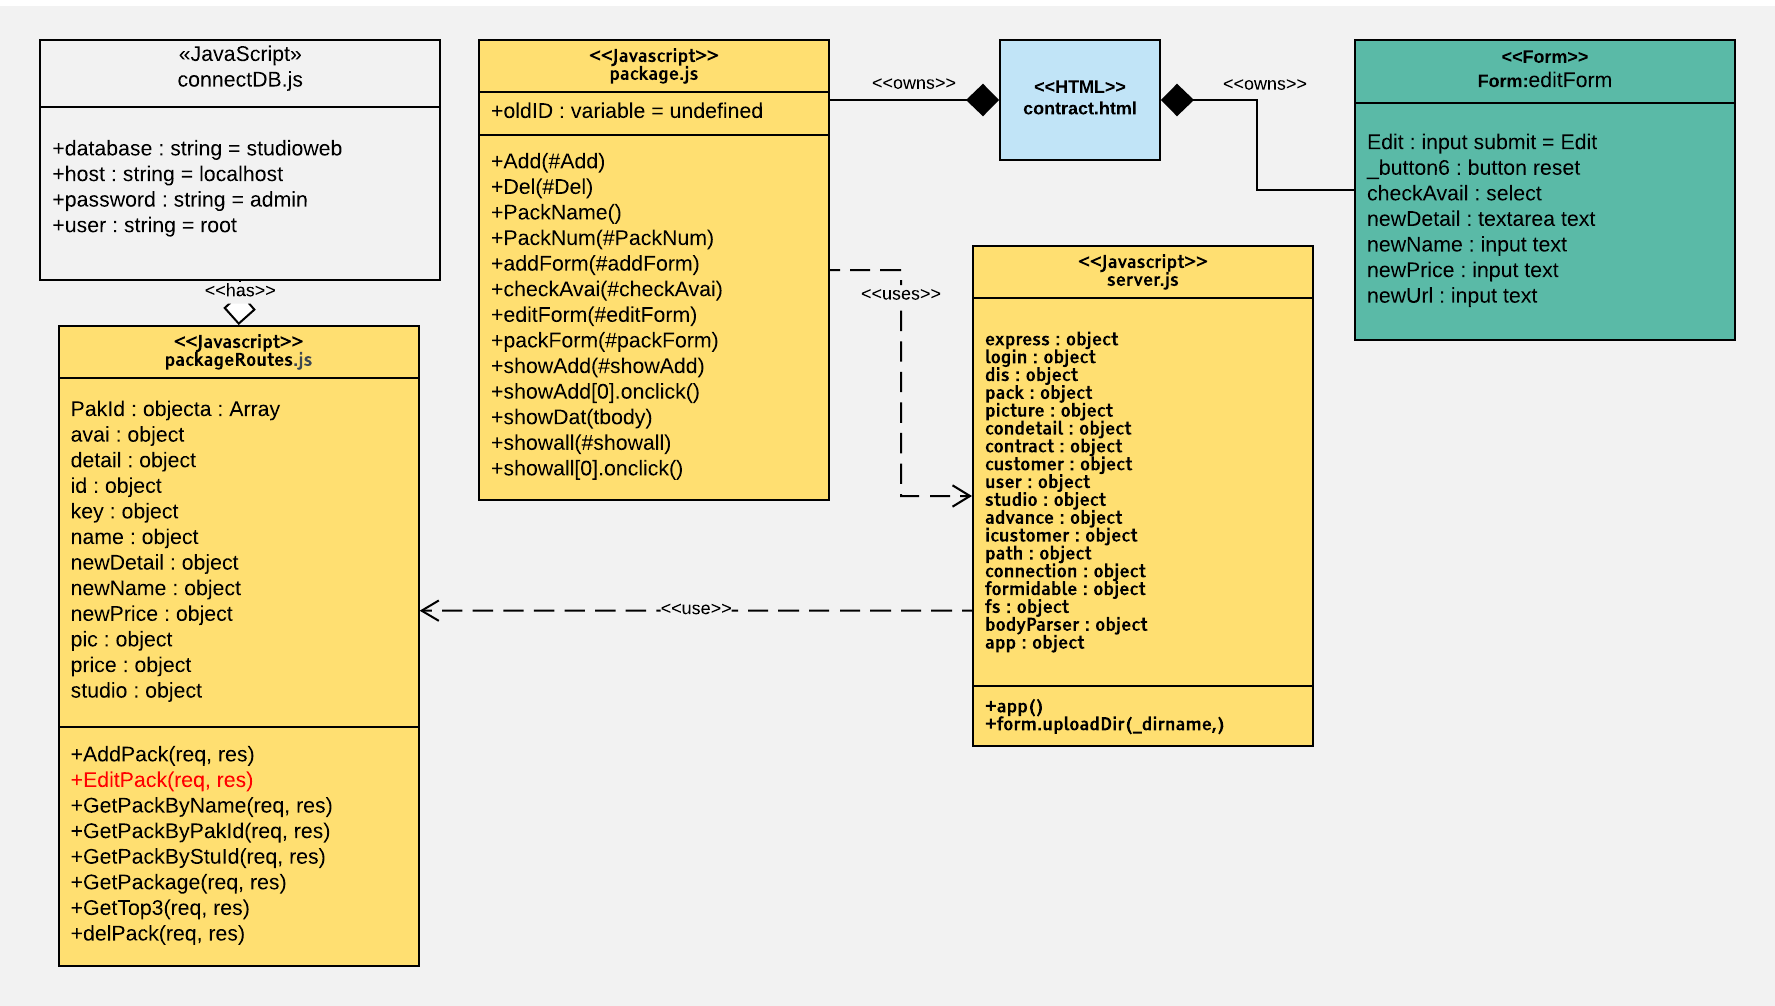 «JavaScript»
connectDB.js
+database : string = studioweb
+host : string = localhost
+password : string = admin
+user : string = root
<<has>>
<<Javascript>>
packageRoutes.js
PakId : objecta : Array
avai : object
detail : object
id : object
key : object
name : object
newDetail : object
newName : object
newPrice : object
pic : object
price : object
studio : object
+AddPack(req, res)
+EditPack(req, res)
+GetPackByName(req, res)
+GetPackByPakId(req, res)
+GetPackByStuId(req, res)
+GetPackage(req, res)
+GetTop3(req, res)
+delPack(req, res)
<<Javascript>>
package.js
+oldID : variable = undefined
+Add(#Add)
+Del(#Del)
+PackName()
+PackNum(#PackNum)
+addForm(#addForm)
+checkAvai(#checkAvai)
+editForm(#editForm)
+packForm(#packForm)
+showAdd(#showAdd)
+showAdd[0].onclick()
+showDat(tbody)
+showall(#showall)
+showall[0].onclick()
<<owns>>
<<HTML>>
contract.html
<<owns>>
<<uses>>
<<use>>
<<Javascript>>
server.js
express : object
login : object
dis : object
pack : object
picture : object
condetail : object
contract : object
customer : object
user : object
studio : object
advance : object
icustomer : object
path : object
connection : object
formidable : object
fs : object
bodyParser : object
app : object
+app()
+form.uploadDir(_dirname,)
<<Form>>
Form:editForm
Edit : input submit = Edit
_button6 : button reset
checkAvail : select
newDetail : textarea text
newName : input text
newPrice : input text
newUrl : input text